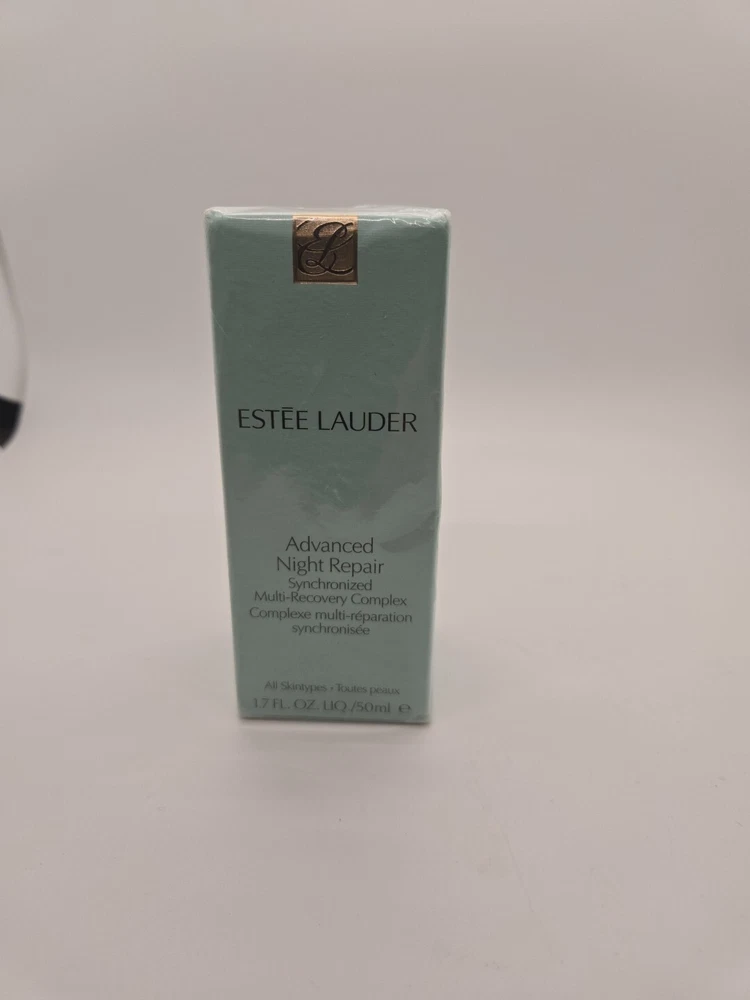 ESTĒE LAUDER
Advanced
Night Repair
Synchronized
Multi-Recovery Complex
Complexe multi-réparation
synchronisée
All Skintypes • Toutes peaux
1.7 FL. OZ. LIQ./50ml ℮